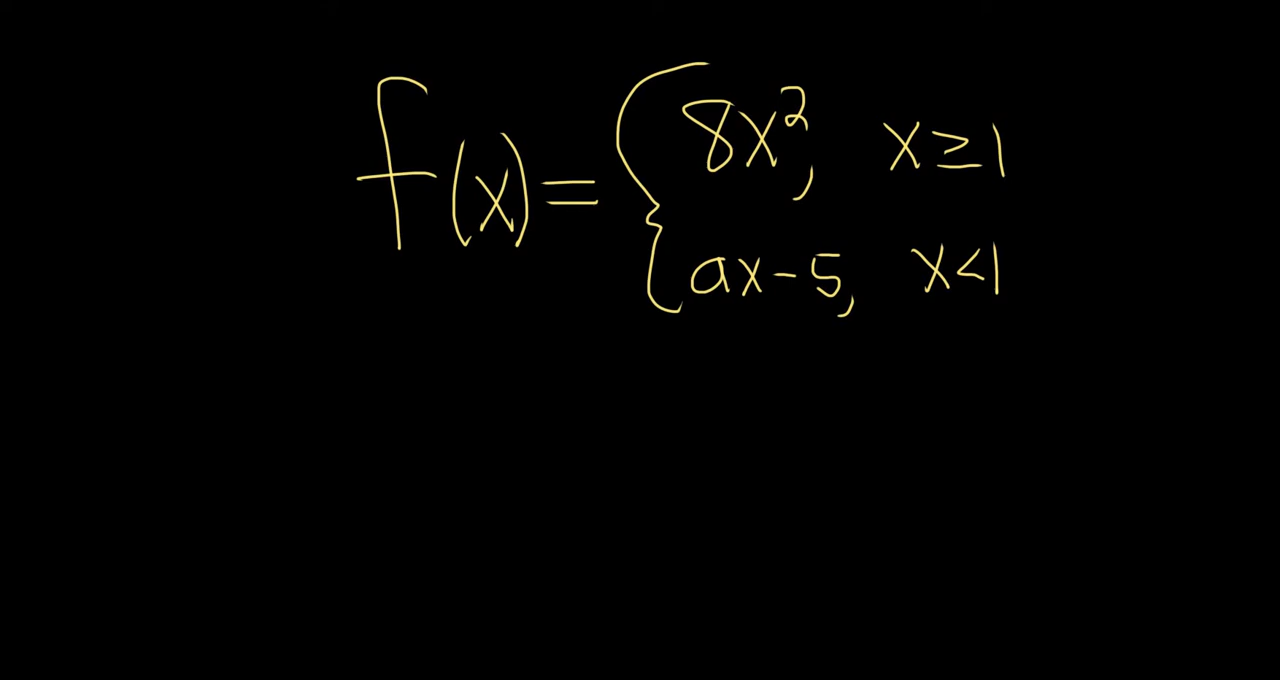 f(x) = { 8x², x ≥ 1
ax - 5, x < 1